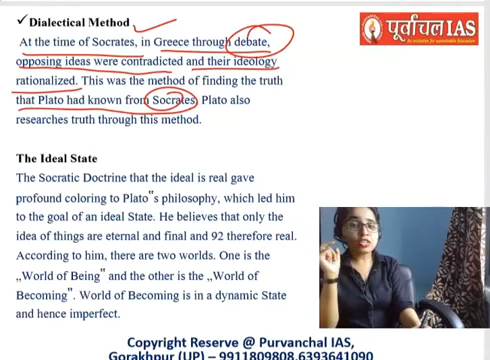 ✓ Dialectical Method
पूर्वांचल IAS
At the time of Socrates, in Greece through debate,
opposing ideas were contradicted and their ideology
rationalized. This was the method of finding the truth
that Plato had known from Socrates. Plato also
researches truth through this method.
The Ideal State
The Socratic Doctrine that the ideal is real gave
profound coloring to Plato‟s philosophy, which led him
to the goal of an ideal State. He believes that only the
idea of things are eternal and final and 92 therefore real.
According to him, there are two worlds. One is the
„World of Being‟ and the other is the „World of
Becoming‟. World of Becoming is in a dynamic State
and hence imperfect.
Copyright Reserve @ Purvanchal IAS,
Gorakhpur (UP) – 9911809808,6393641090